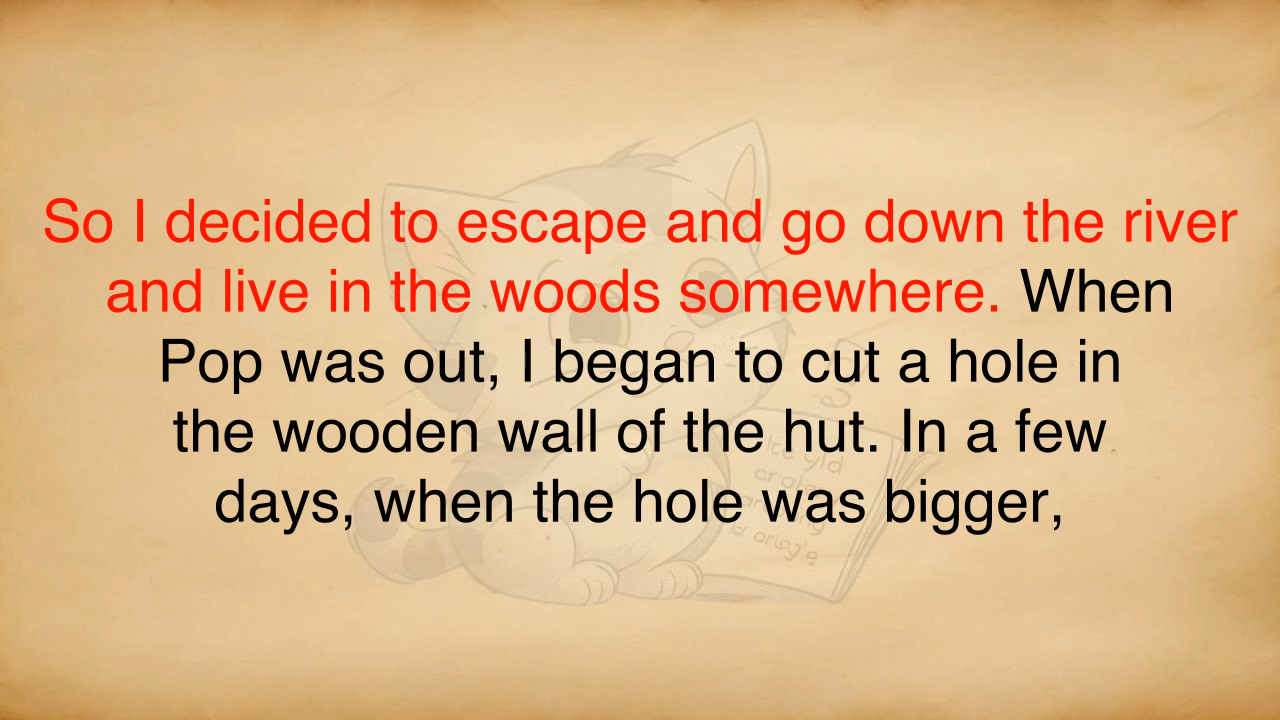 So I decided to escape and go down the river
and live in the woods somewhere. When
Pop was out, I began to cut a hole in
the wooden wall of the hut. In a few
days, when the hole was bigger,